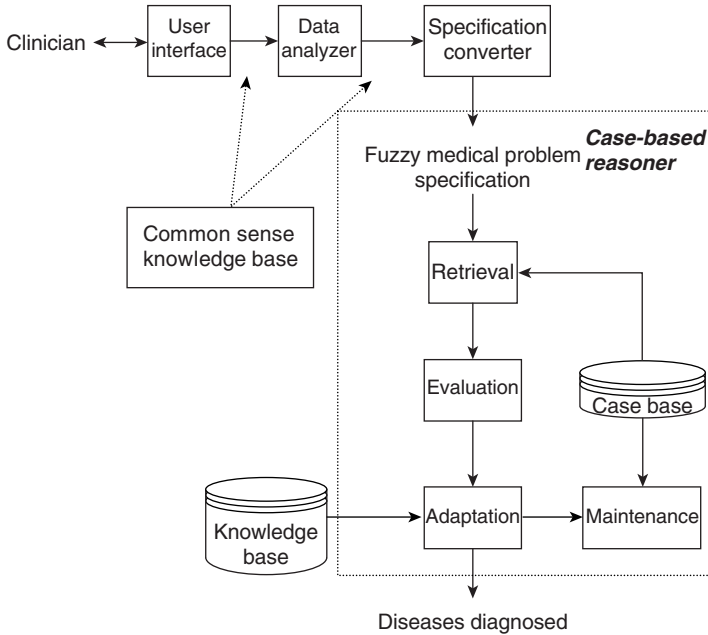 Clinician
User
interface
Data
analyzer
Specification
converter
Case-based
reasoner
Fuzzy medical problem
specification
Common sense
knowledge base
Retrieval
Evaluation
Case base
Knowledge
base
Adaptation
Maintenance
Diseases diagnosed